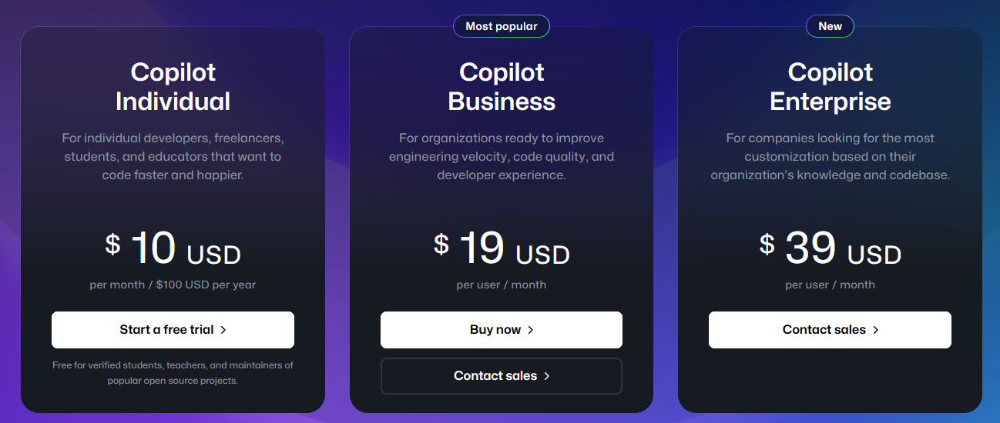 Copilot
Individual
For individual developers, freelancers,
students, and educators that want to
code faster and happier.
$ 10 USD
per month / $100 USD per year
Start a free trial
Free for verified students, teachers, and maintainers of
popular open source projects.
Most popular
Copilot
Business
For organizations ready to improve
engineering velocity, code quality, and
developer experience.
$ 19 USD
per user / month
Buy now
Contact sales
New
Copilot
Enterprise
For companies looking for the most
customization based on their
organization’s knowledge and codebase.
$ 39 USD
per user / month
Contact sales